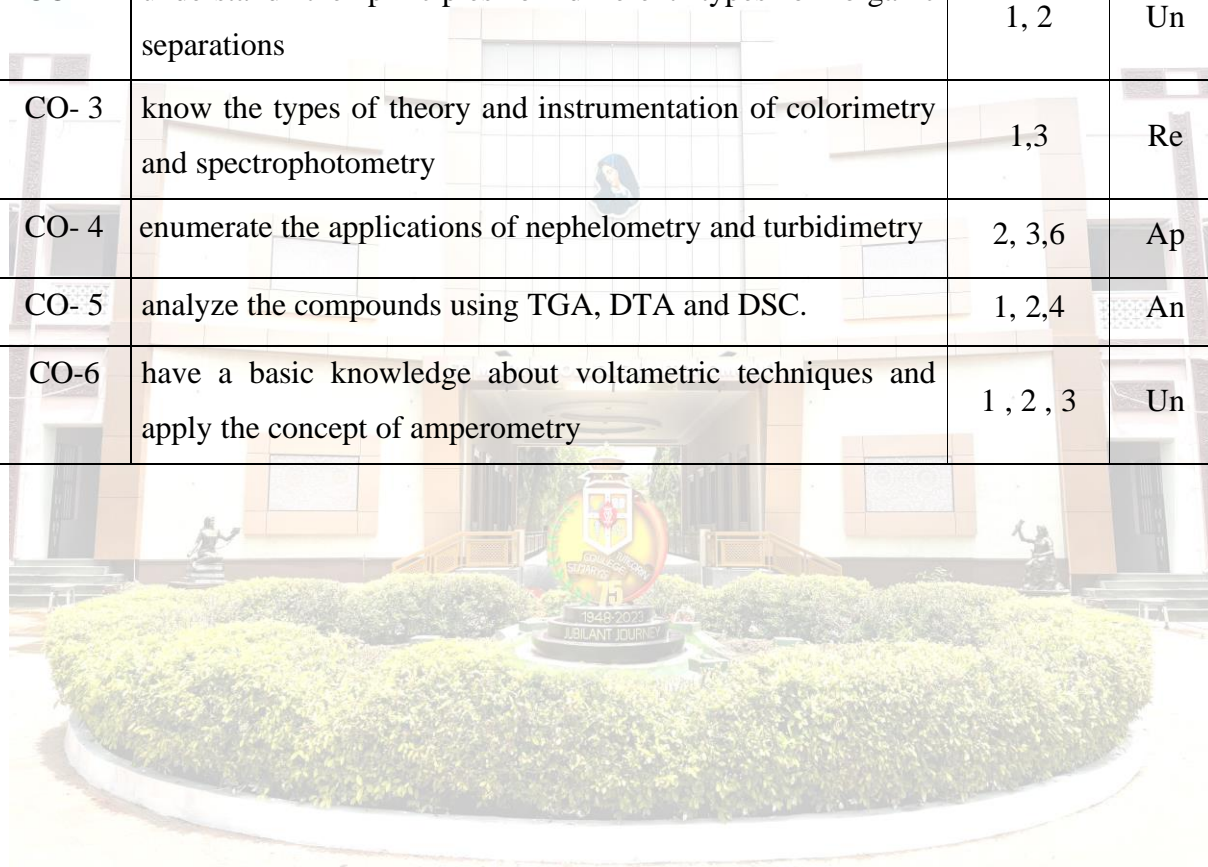 separations
1, 2
Un
CO- 3
know the types of theory and instrumentation of colorimetry
and spectrophotometry
1,3
Re
CO- 4
enumerate the applications of nephelometry and turbidimetry
2, 3,6
Ap
CO- 5
analyze the compounds using TGA, DTA and DSC.
1, 2,4
An
CO-6
have a basic knowledge about voltametric techniques and
apply the concept of amperometry
1 , 2 , 3
Un
1948-2023
JUBILANT JOURNEY